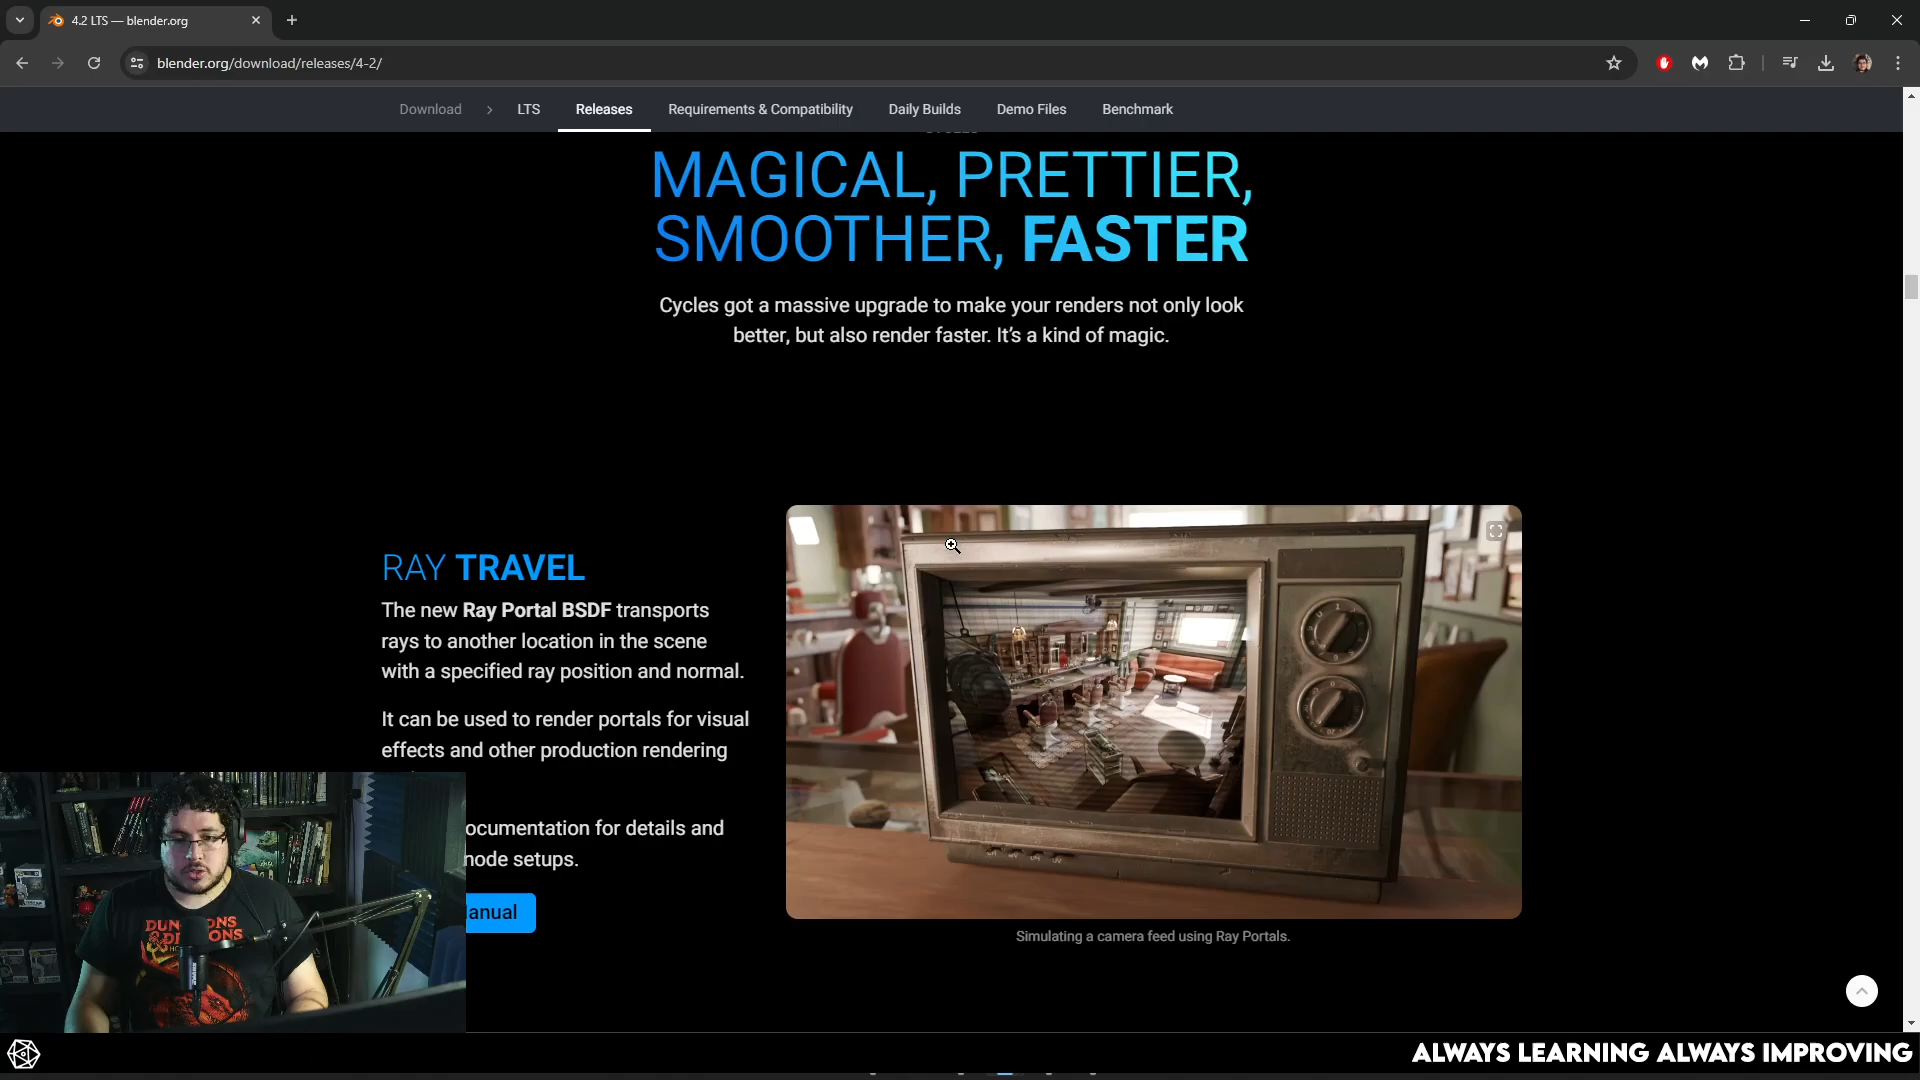 4.2 LTS — blender.org
blender.org/download/releases/4-2/
Download > LTS Releases Requirements & Compatibility Daily Builds Demo Files Benchmark
MAGICAL, PRETTIER,
SMOOTHER, FASTER
Cycles got a massive upgrade to make your renders not only look
better, but also render faster. It's a kind of magic.
RAY TRAVEL
The new Ray Portal BSDF transports
rays to another location in the scene
with a specified ray position and normal.
It can be used to render portals for visual
effects and other production rendering
ocumentation for details and
node setups.
anual
Simulating a camera feed using Ray Portals.
DUNGEONS
& DRAGONS
ALWAYS LEARNING ALWAYS IMPROVING